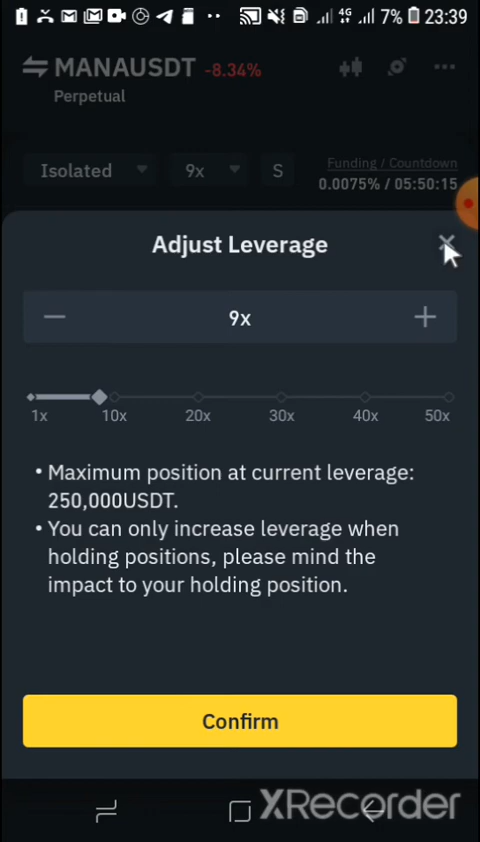 7% 23:39
MANAUSDT -8.34%
Perpetual
Isolated 9x S Funding / Countdown
0.0075% / 05:50:15
Adjust Leverage
9x
1x 10x 20x 30x 40x 50x
• Maximum position at current leverage:
250,000USDT.
• You can only increase leverage when
holding positions, please mind the
impact to your holding position.
Confirm
XRecorder